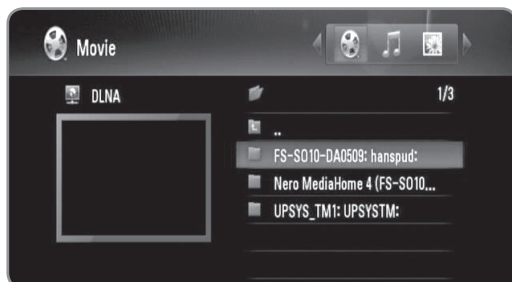 Movie
DLNA
1/3
..
FS-SO10-DA0509: hanspud:
Nero MediaHome 4 (FS-SO10...
UPSYS_TM1: UPSYSTM: